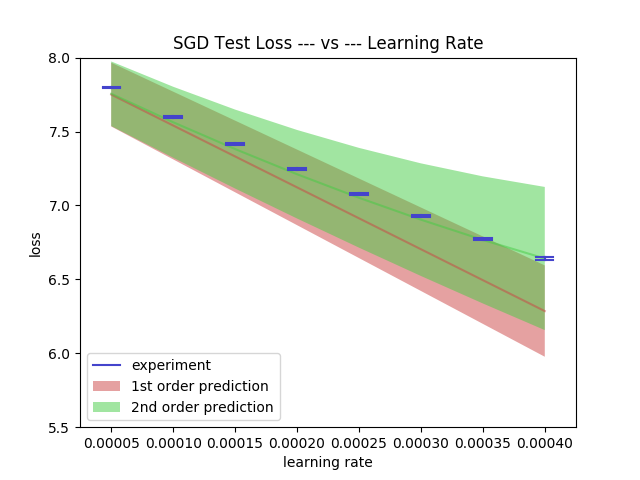 SGD Test Loss --- vs --- Learning Rate
8.0
7.5
7.0
6.5
6.0
5.5
loss
experiment
1st order prediction
2nd order prediction
0.00005 0.00010 0.00015 0.00020 0.00025 0.00030 0.00035 0.00040
learning rate